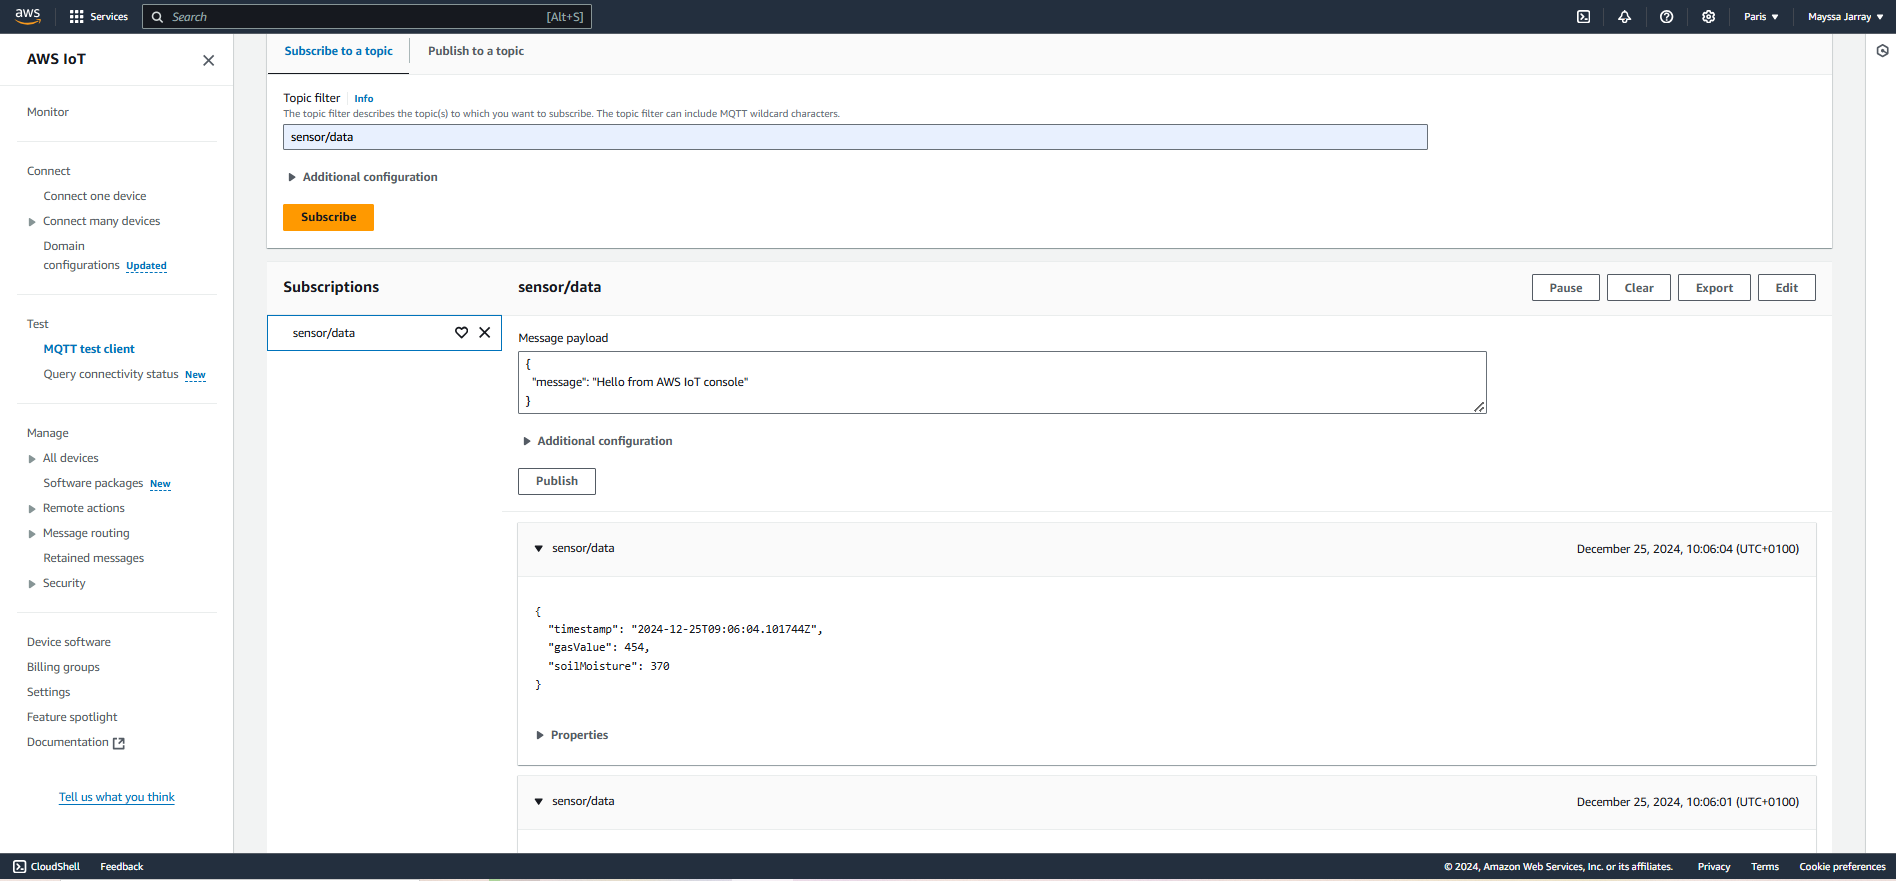 aws
Services
Search
[Alt+S]
Paris
Mayssa Jarray
AWS IoT
Monitor
Connect
Connect one device
Connect many devices
Domain
configurations Updated
Test
MQTT test client
Query connectivity status New
Manage
All devices
Software packages New
Remote actions
Message routing
Retained messages
Security
Device software
Billing groups
Settings
Feature spotlight
Documentation
Tell us what you think
Subscribe to a topic
Publish to a topic
Topic filter Info
The topic filter describes the topic(s) to which you want to subscribe. The topic filter can include MQTT wildcard characters.
sensor/data
Additional configuration
Subscribe
Subscriptions
sensor/data
sensor/data
Pause
Clear
Export
Edit
Message payload
{
"message": "Hello from AWS IoT console"
}
Additional configuration
Publish
sensor/data
December 25, 2024, 10:06:04 (UTC+0100)
{
"timestamp": "2024-12-25T09:06:04.101744Z",
"gasValue": 454,
"soilMoisture": 370
}
Properties
sensor/data
December 25, 2024, 10:06:01 (UTC+0100)
CloudShell
Feedback
© 2024, Amazon Web Services, Inc. or its affiliates.
Privacy
Terms
Cookie preferences